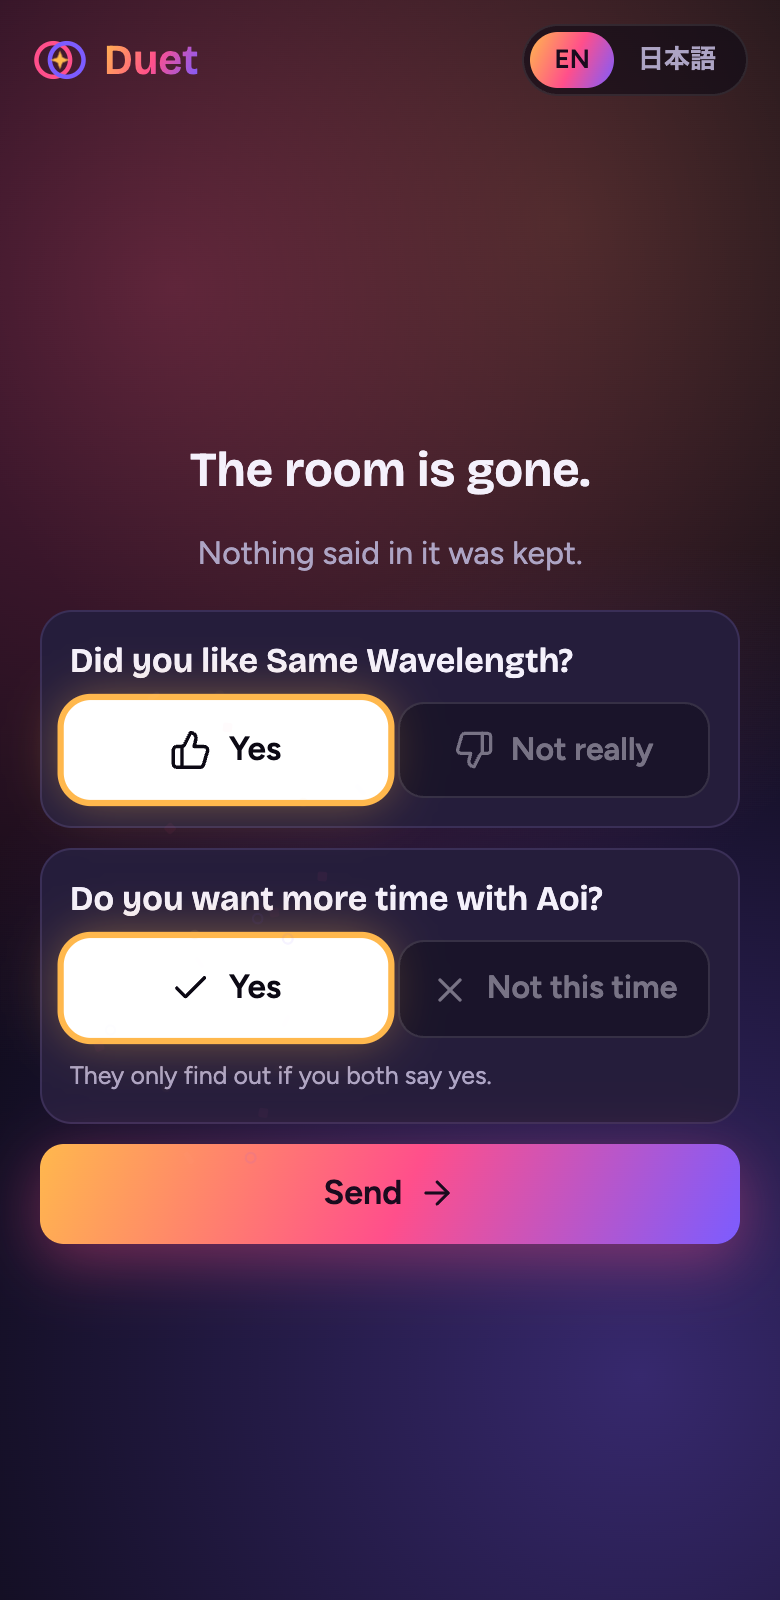 Duet
EN 日本語
The room is gone.
Nothing said in it was kept.
Did you like Same Wavelength?
Yes
Not really
Do you want more time with Aoi?
Yes
Not this time
They only find out if you both say yes.
Send